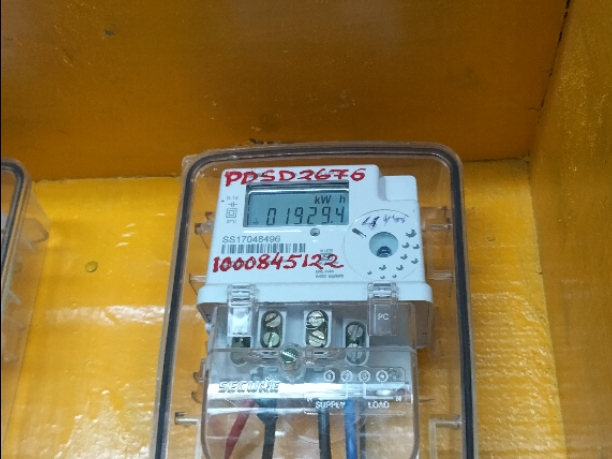 PDSD2676
kW h
01929.4
SS17048496
1000845122
PC
SECURE
SUPPLY LOAD